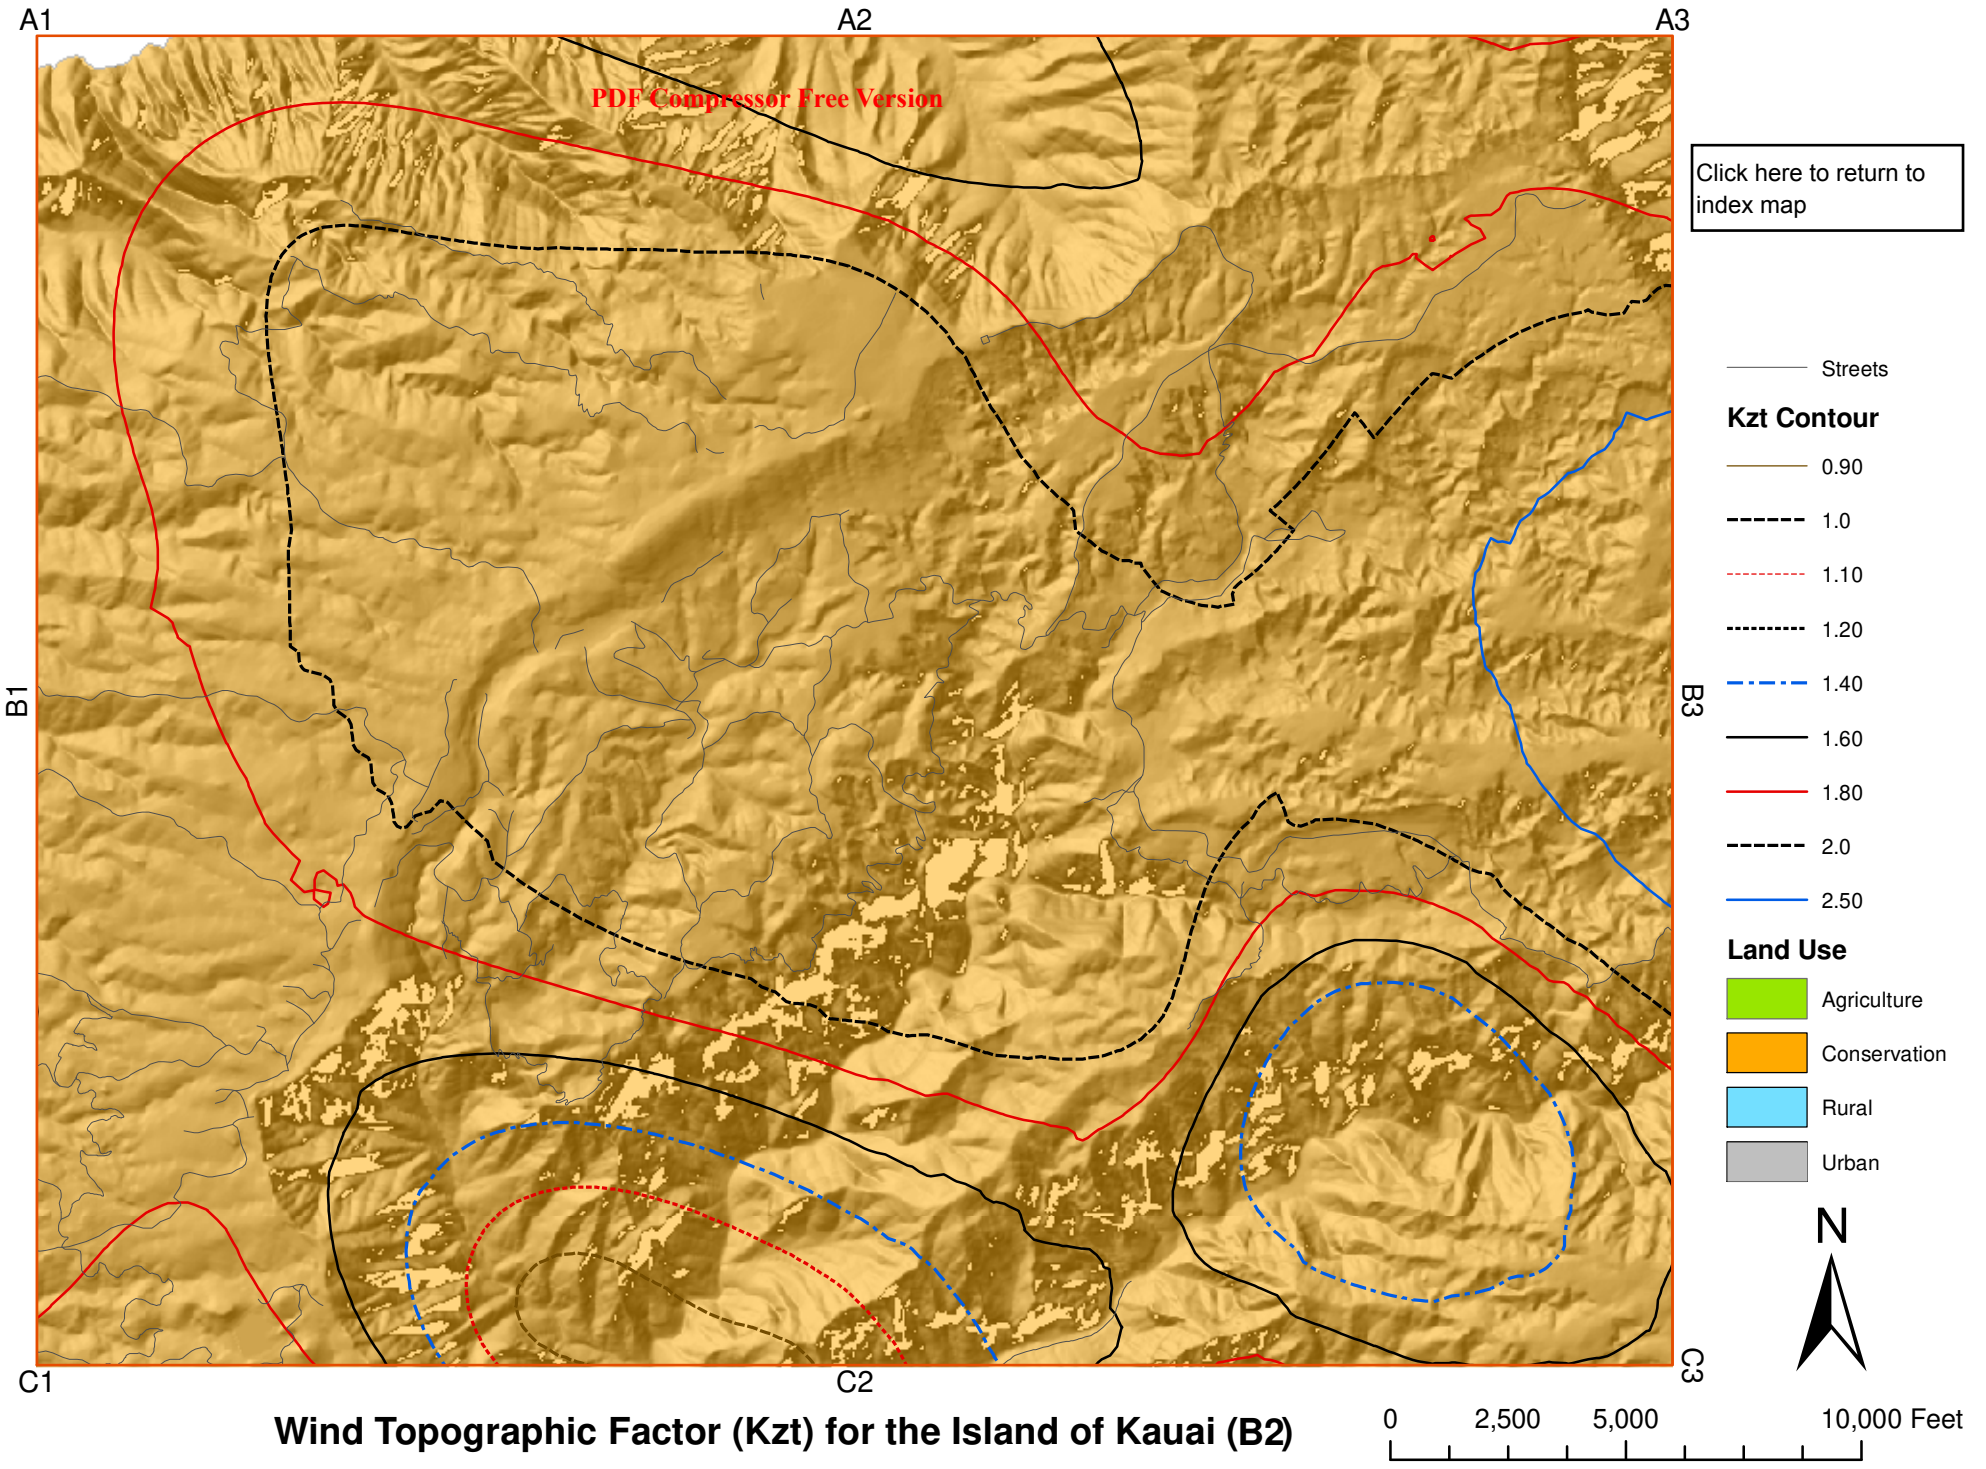 A1
A2
A3
PDF Compressor Free Version
Click here to return to
index map
Streets
Kzt Contour
0.90
1.0
1.10
1.20
1.40
1.60
1.80
2.0
2.50
Land Use
Agriculture
Conservation
Rural
Urban
N
B1
B3
C1
C2
C3
Wind Topographic Factor (Kzt) for the Island of Kauai (B2)
0 2,500 5,000 10,000 Feet